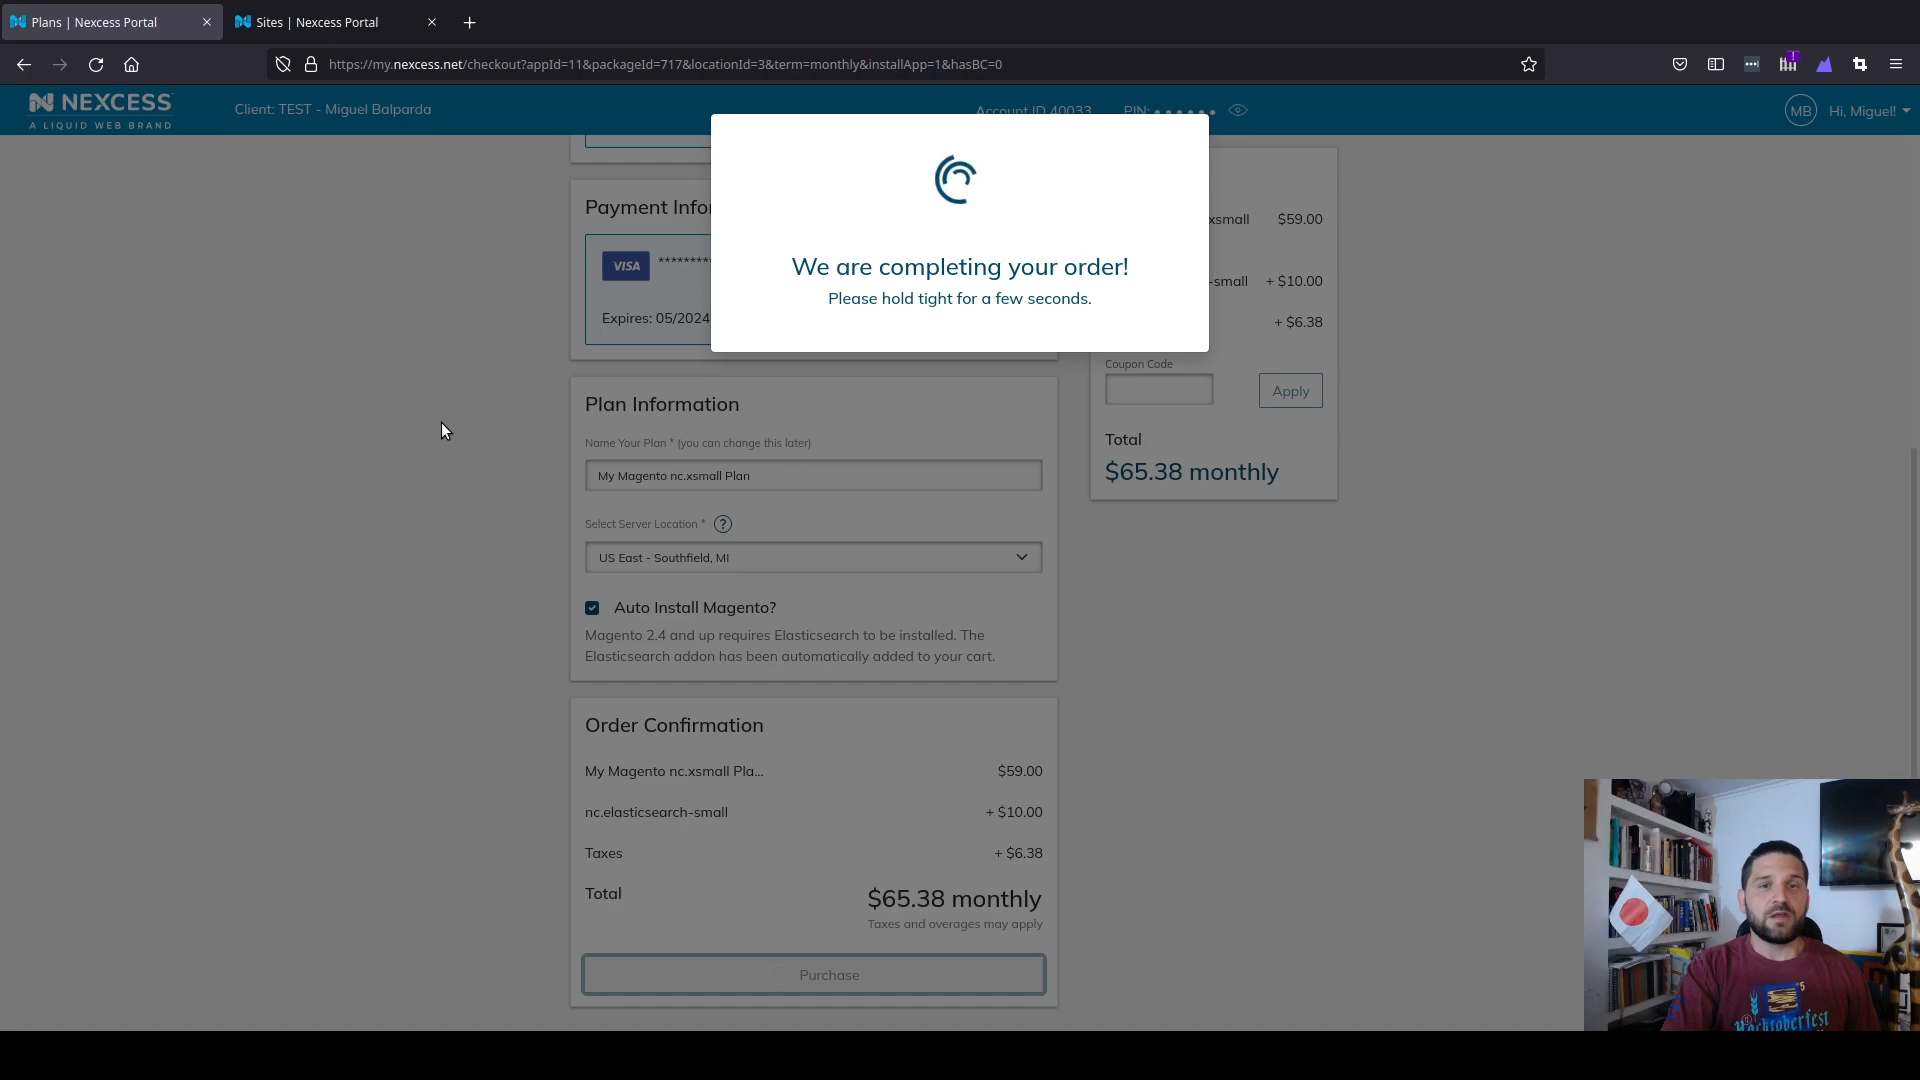 Plans | Nexcess Portal
Sites | Nexcess Portal
https://my.nexcess.net/checkout?appId=11&packageId=717&locationId=3&term=monthly&installApp=1&hasBC=0
NEXCESS
A LIQUID WEB BRAND
Client: TEST - Miguel Balparda
Account ID 40033
PIN:
MB
Hi, Miguel!
We are completing your order!
Please hold tight for a few seconds.
Payment Infor
VISA
*********
Expires: 05/2024
xsmall $59.00
-small + $10.00
+ $6.38
Coupon Code
Apply
Total
$65.38 monthly
Plan Information
Name Your Plan * (you can change this later)
My Magento nc.xsmall Plan
Select Server Location * ?
US East - Southfield, MI
Auto Install Magento?
Magento 2.4 and up requires Elasticsearch to be installed. The
Elasticsearch addon has been automatically added to your cart.
Order Confirmation
My Magento nc.xsmall Pla... $59.00
nc.elasticsearch-small + $10.00
Taxes + $6.38
Total $65.38 monthly
Taxes and overages may apply
Purchase
Hacktoberfest